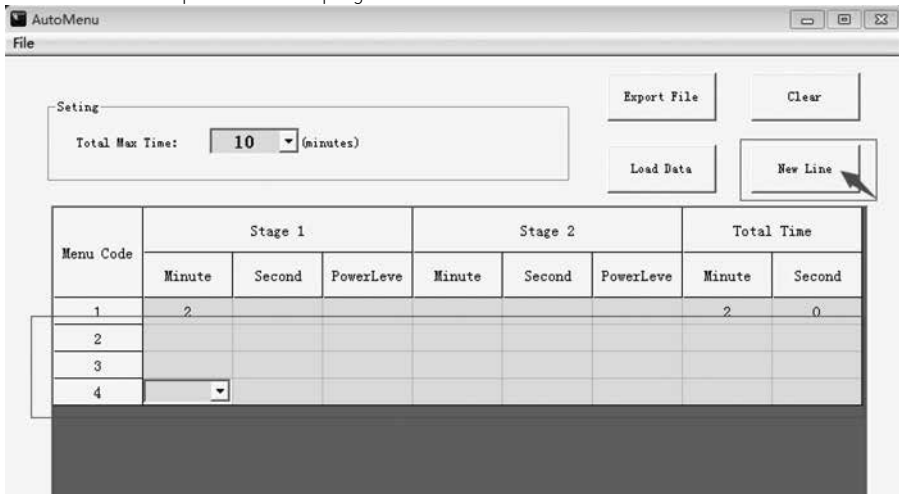 AutoMenu
File
Seting
Total Max Time: 10 (minutes)
Export File
Clear
Load Data
New Line
Menu Code
Stage 1
Stage 2
Total Time
Minute Second PowerLeve Minute Second PowerLeve Minute Second
1 2 2 0
2
3
4